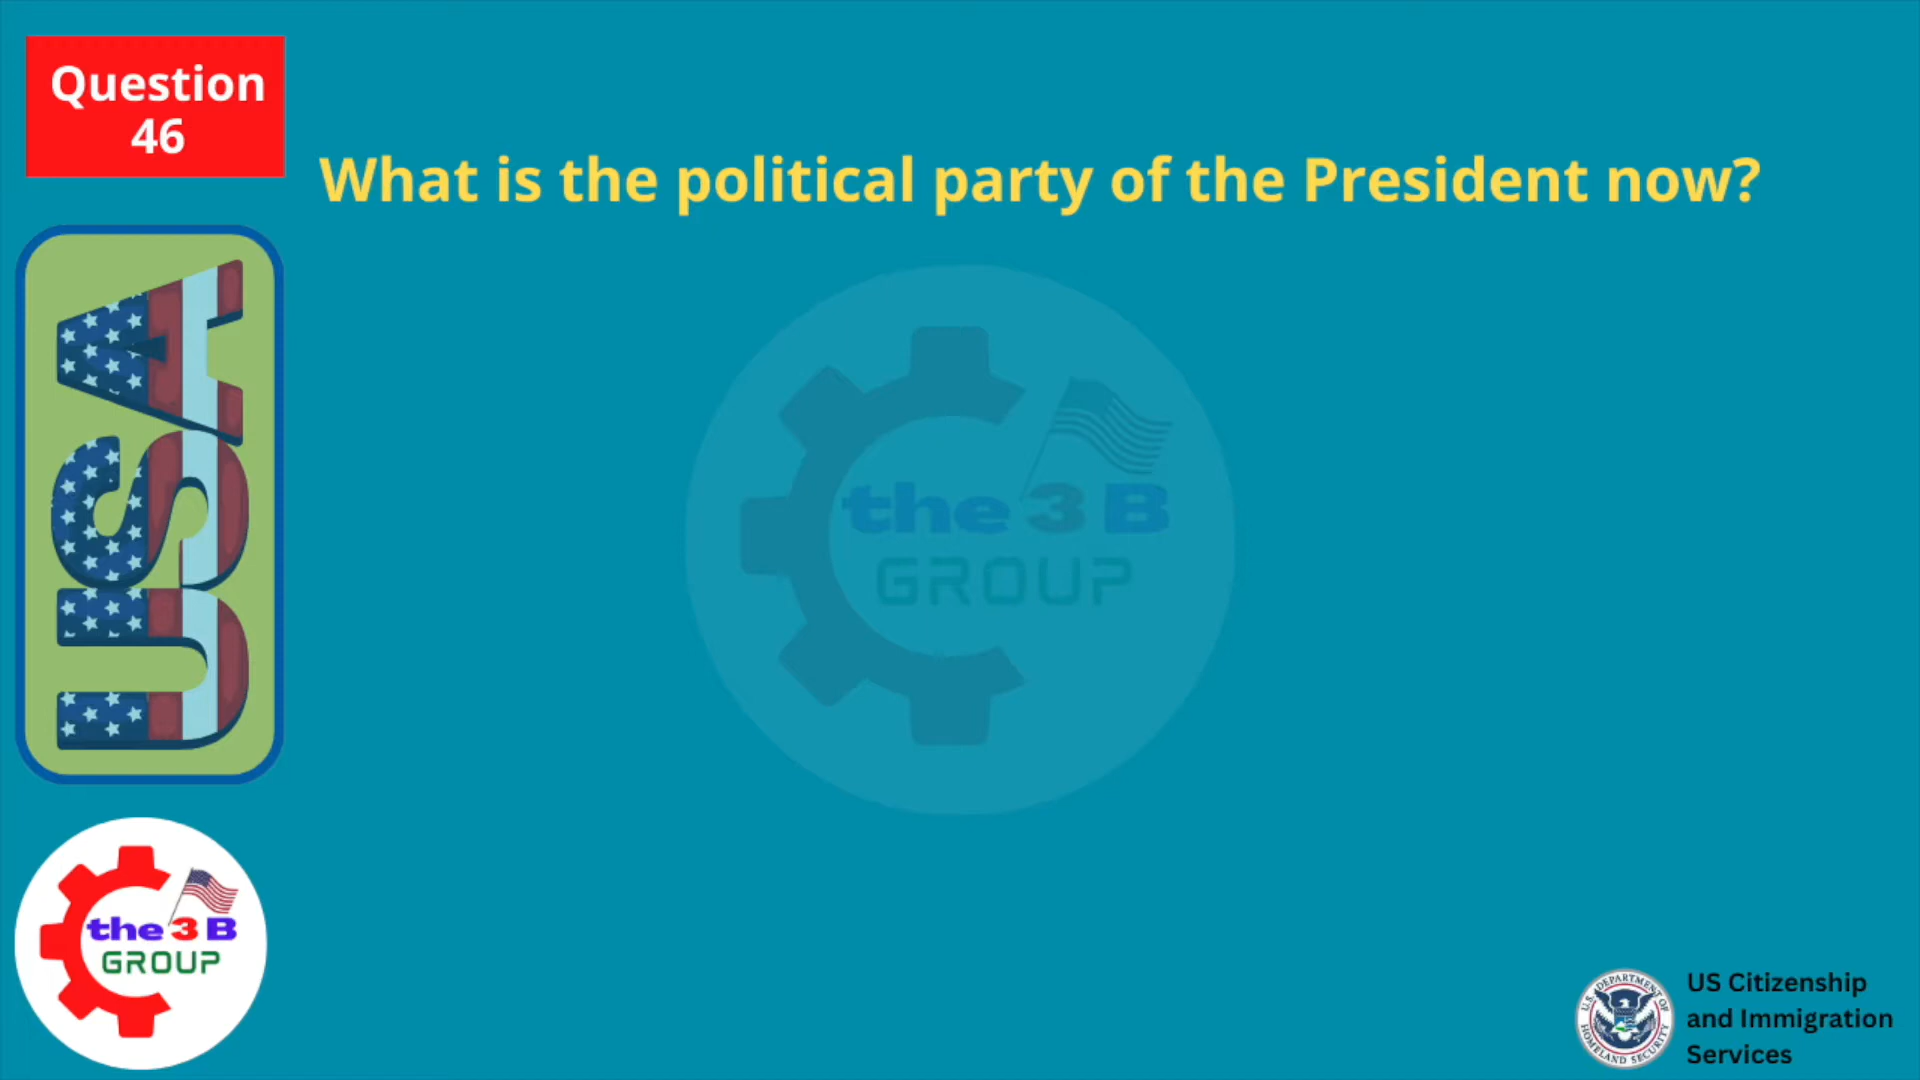 Question
46
What is the political party of the President now?
USA
the 3 B
GROUP
the 3 B
GROUP
U.S. DEPARTMENT OF
HOMELAND SECURITY
US Citizenship
and Immigration
Services